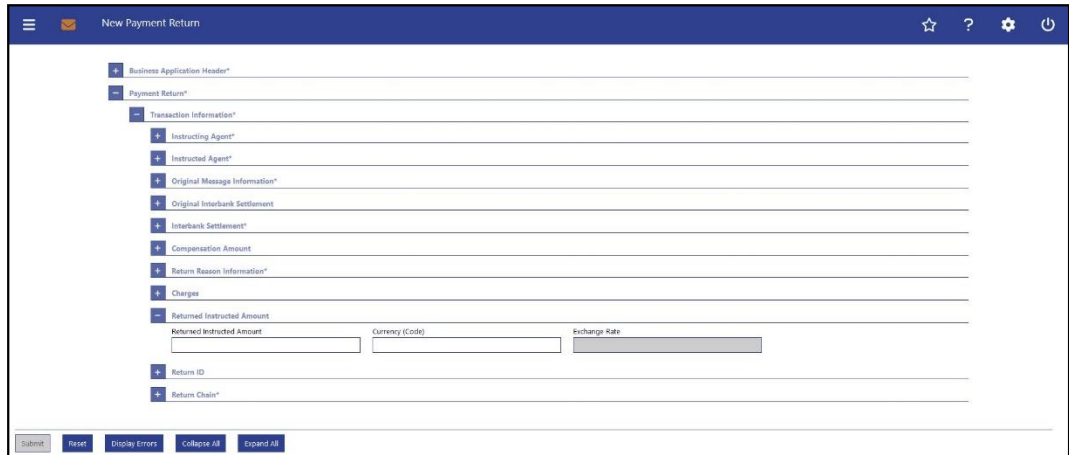 New Payment Return
?
+ Business Application Header*
- Payment Return*
- Transaction Information*
+ Instructing Agent*
+ Instructed Agent*
+ Original Message Information*
+ Original Interbank Settlement
+ Interbank Settlement*
+ Compensation Amount
+ Return Reason Information*
+ Charges
- Returned Instructed Amount
Returned Instructed Amount Currency (Code) Exchange Rate
+ Return ID
+ Return Chain*
Submit Reset Display Errors Collapse All Expand All